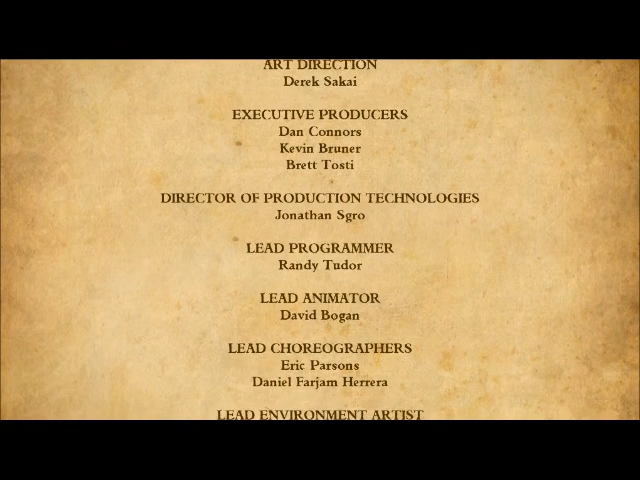 ART DIRECTION
Derek Sakai
EXECUTIVE PRODUCERS
Dan Connors
Kevin Bruner
Brett Tosti
DIRECTOR OF PRODUCTION TECHNOLOGIES
Jonathan Sgro
LEAD PROGRAMMER
Randy Tudor
LEAD ANIMATOR
David Bogan
LEAD CHOREOGRAPHERS
Eric Parsons
Daniel Farjam Herrera
LEAD ENVIRONMENT ARTIST